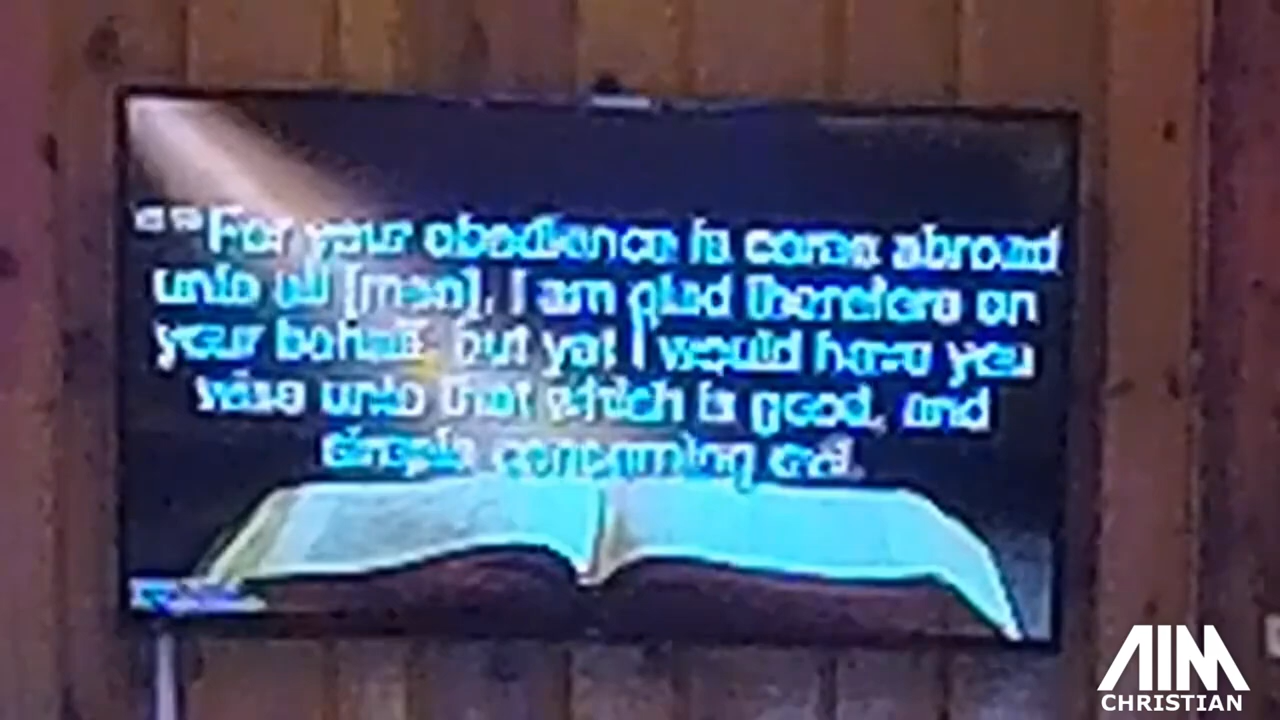 For your obedience is come abroad
unto all [men]. I am glad therefore on
your behalf: but yet I would have you
wise unto that which is good, and
simple concerning evil.
AIM
CHRISTIAN